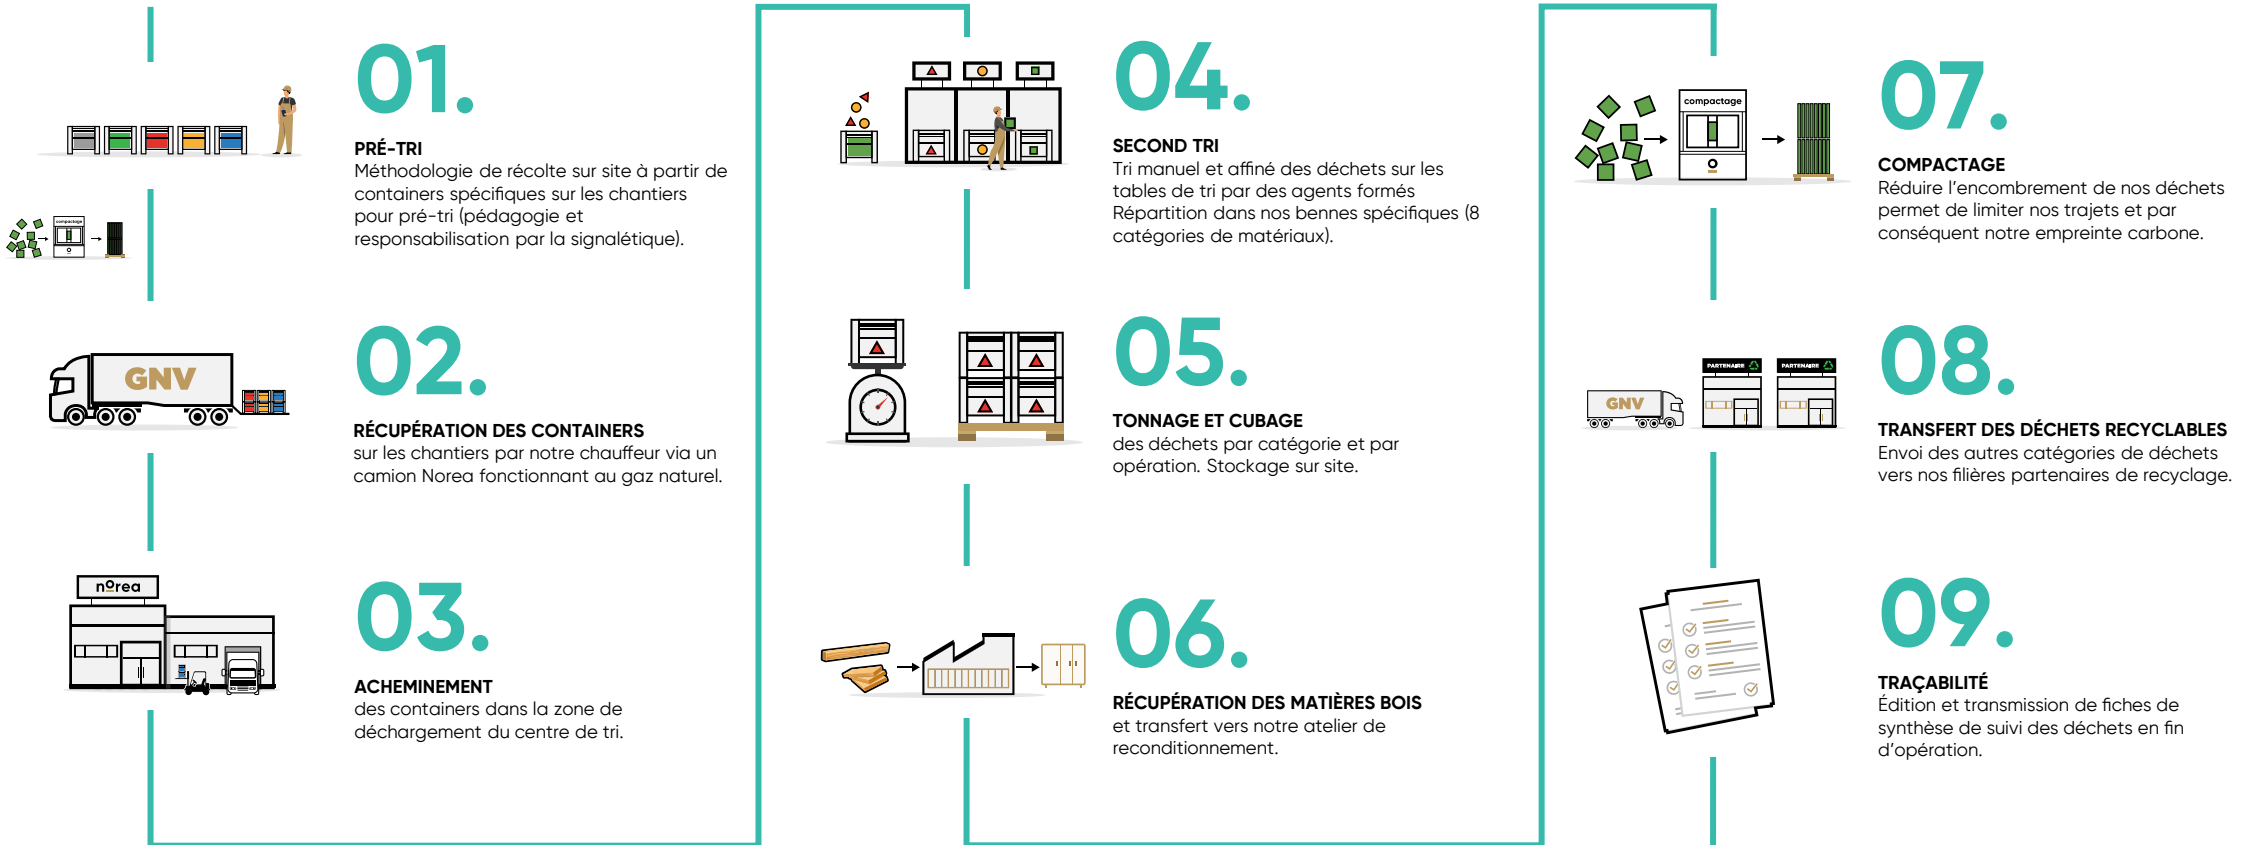 01.
PRÉ-TRI
Méthodologie de récolte sur site à partir de
containers spécifiques sur les chantiers
pour pré-tri (pédagogie et
responsabilisation par la signalétique).
compactage
GNV
02.
RÉCUPÉRATION DES CONTAINERS
sur les chantiers par notre chauffeur via un
camion Norea fonctionnant au gaz naturel.
norea
03.
ACHEMINEMENT
des containers dans la zone de
déchargement du centre de tri.
04.
SECOND TRI
Tri manuel et affiné des déchets sur les
tables de tri par des agents formés
Répartition dans nos bennes spécifiques (8
catégories de matériaux).
05.
TONNAGE ET CUBAGE
des déchets par catégorie et par
opération. Stockage sur site.
06.
RÉCUPÉRATION DES MATIÈRES BOIS
et transfert vers notre atelier de
reconditionnement.
compactage
07.
COMPACTAGE
Réduire l'encombrement de nos déchets
permet de limiter nos trajets et par
conséquent notre empreinte carbone.
GNV
PARTENAIRE
PARTENAIRE
08.
TRANSFERT DES DÉCHETS RECYCLABLES
Envoi des autres catégories de déchets
vers nos filières partenaires de recyclage.
09.
TRAÇABILITÉ
Édition et transmission de fiches de
synthèse de suivi des déchets en fin
d'opération.